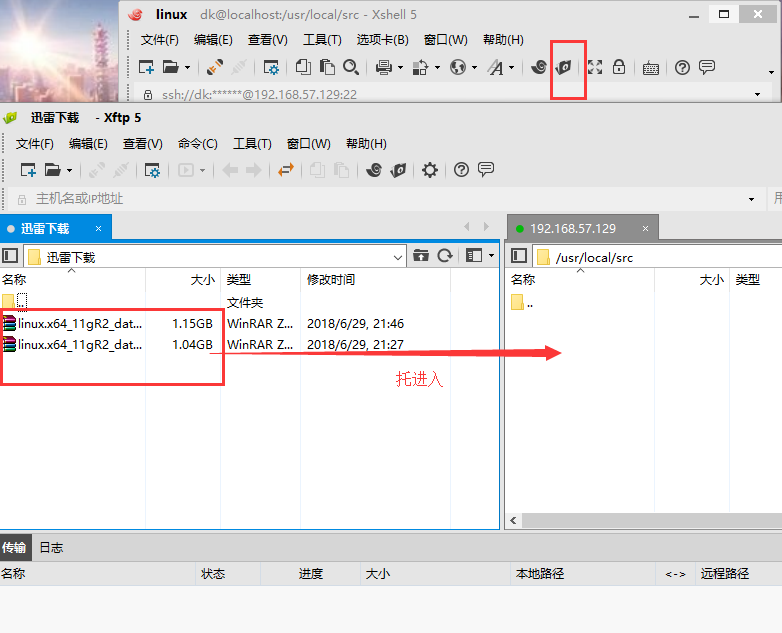 linux dk@localhost:/usr/local/src - Xshell 5
文件(F) 编辑(E) 查看(V) 工具(T) 选项卡(B) 窗口(W) 帮助(H)
ssh://dk:******@192.168.57.129:22
迅雷下载 - Xftp 5
文件(F) 编辑(E) 查看(V) 命令(C) 工具(T) 窗口(W) 帮助(H)
主机名或IP地址 用
迅雷下载 × 192.168.57.129 ×
迅雷下载 /usr/local/src
名称 大小 类型 修改时间 名称 大小 类型
.. 文件夹 ..
linux.x64_11gR2_dat... 1.15GB WinRAR Z... 2018/6/29, 21:46
linux.x64_11gR2_dat... 1.04GB WinRAR Z... 2018/6/29, 21:27
托进入
传输 日志
名称 状态 进度 大小 本地路径 <-> 远程路径